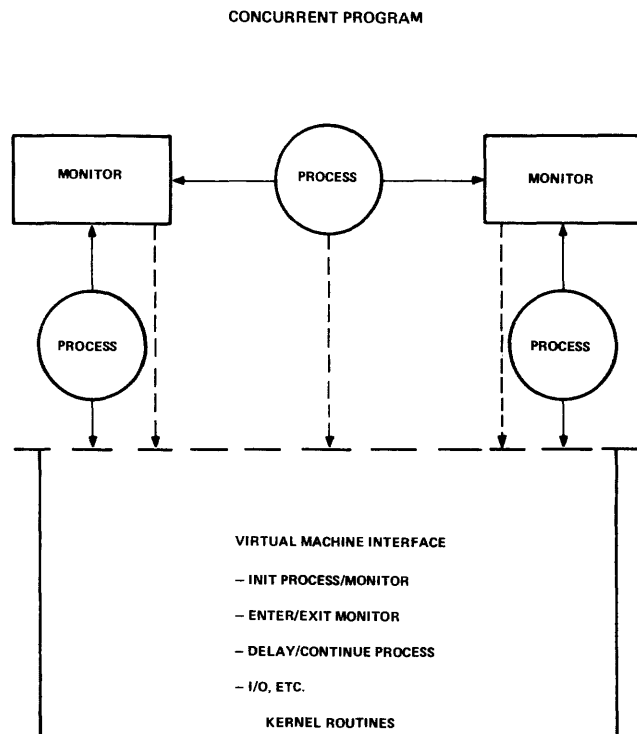 CONCURRENT PROGRAM
MONITOR
PROCESS
MONITOR
PROCESS
PROCESS
VIRTUAL MACHINE INTERFACE
– INIT PROCESS/MONITOR
– ENTER/EXIT MONITOR
– DELAY/CONTINUE PROCESS
– I/O, ETC.
KERNEL ROUTINES